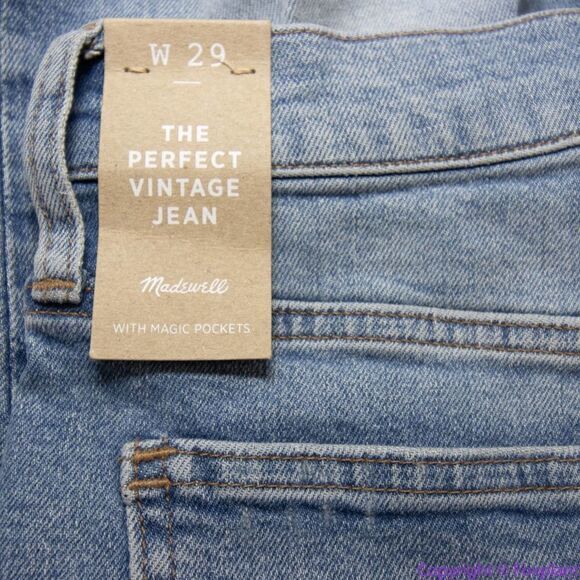 W 29
THE
PERFECT
VINTAGE
JEAN
Madewell
WITH MAGIC POCKETS